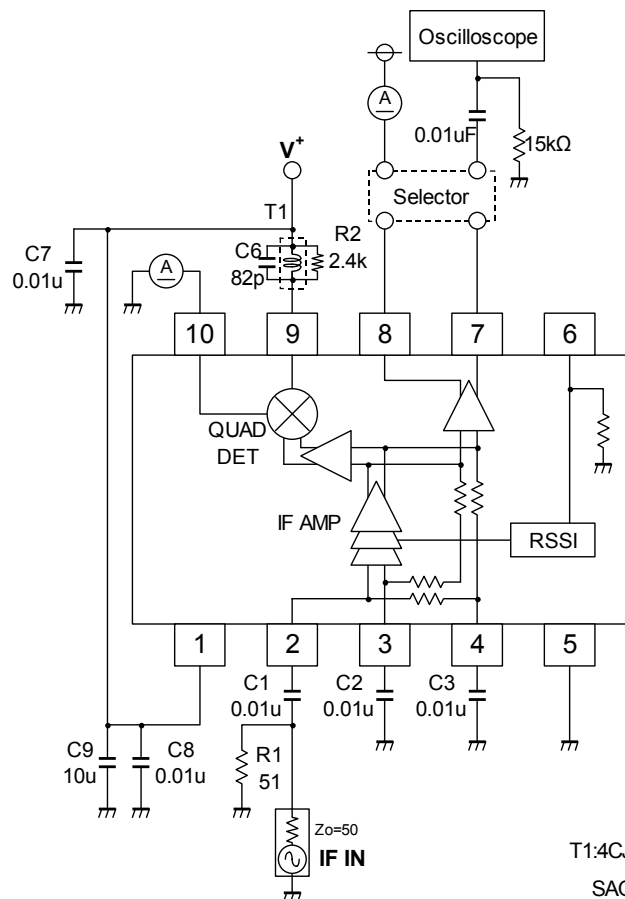 Oscilloscope
A
0.01uF
15kΩ
V+
Selector
T1
C7
0.01u
A
C6
82p
R2
2.4k
10
9
8
7
6
QUAD
DET
IF AMP
RSSI
1
2
3
4
5
C1
0.01u
C2
0.01u
C3
0.01u
C9
10u
C8
0.01u
R1
51
Zo=50
IF IN